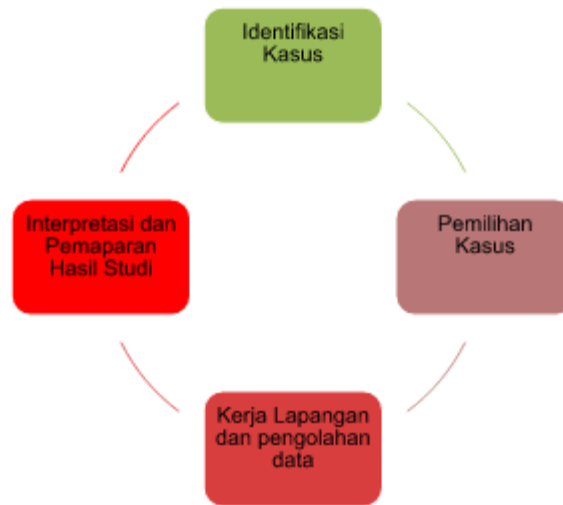 Identifikasi
Kasus
Pemilihan
Kasus
Kerja Lapangan
dan pengolahan
data
Interpretasi dan
Pemaparan
Hasil Studi